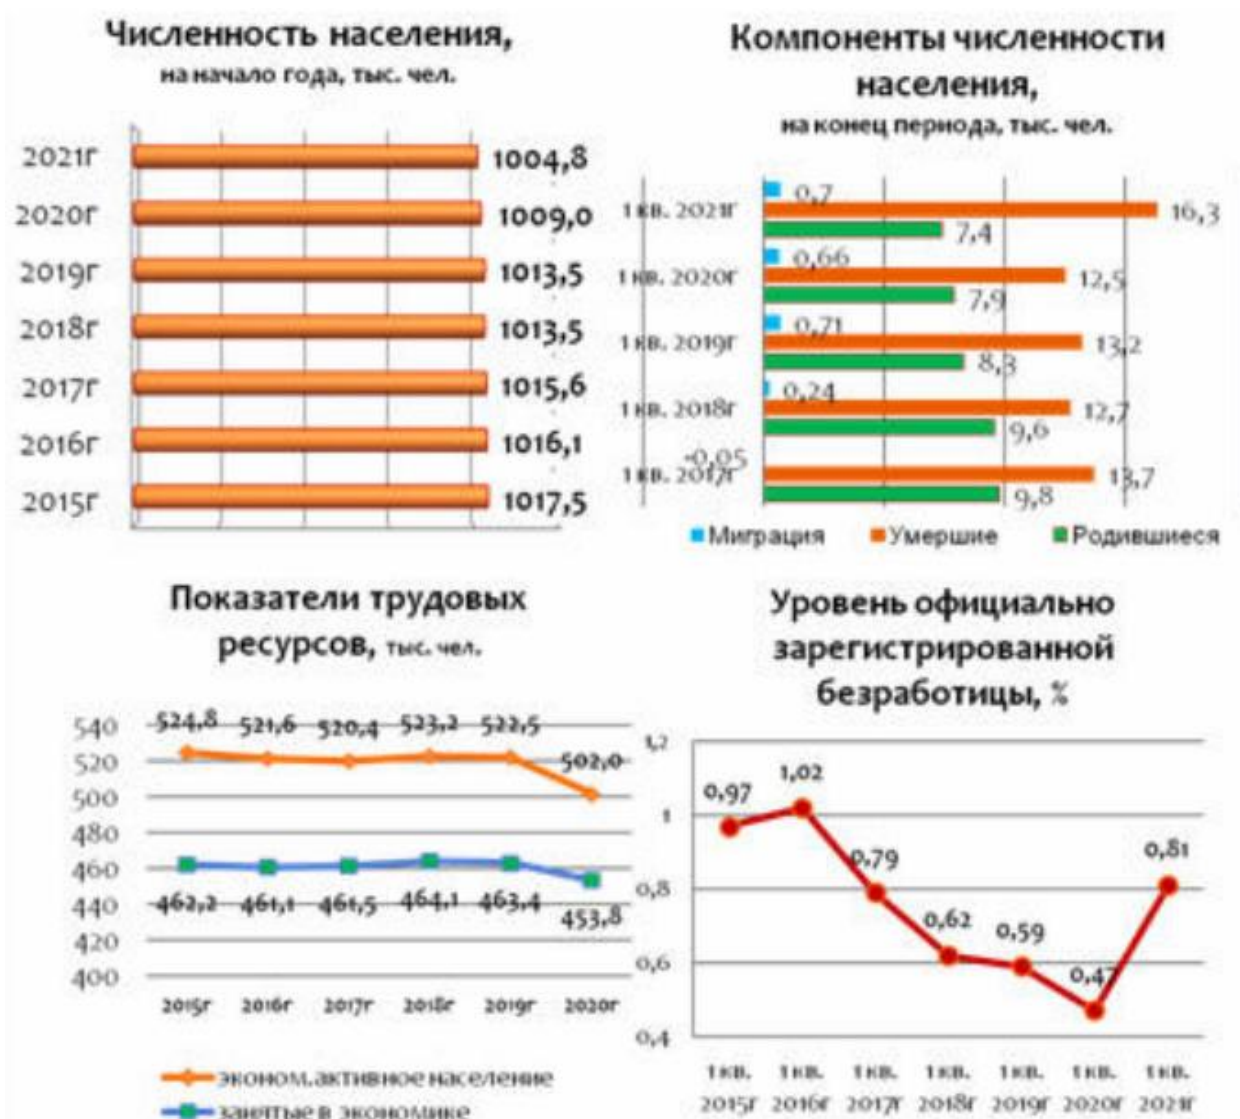 Численность населения,
на начало года, тыс. чел.
2021г 1004,8
2020г 1009,0
2019г 1013,5
2018г 1013,5
2017г 1015,6
2016г 1016,1
2015г 1017,5
Компоненты численности
населения,
на конец периода, тыс. чел.
0,7
1 кв. 2021г 16,3
7,4
0,66
1 кв. 2020г 12,5
7,9
0,71
1 кв. 2019г 13,2
8,3
0,24
1 кв. 2018г 12,7
9,6
-0,05
1 кв. 2017г 13,7
9,8
Миграция Умершие Родившиеся
Показатели трудовых
ресурсов, тыс. чел.
524,8 521,6 520,4 523,2 522,5 502,0
540
520
500
480
460
440
420
400
462,2 461,1 461,5 464,1 463,4 453,8
2015г 2016г 2017г 2018г 2019г 2020г
эконом.активное население
занятые в экономике
Уровень официально
зарегистрированной
безработицы, %
1,2
1
0,8
0,6
0,4
0,97 1,02 0,79 0,62 0,59 0,47 0,81
1 кв. 1 кв. 1 кв. 1 кв. 1 кв. 1 кв. 1 кв.
2015г 2016г 2017г 2018г 2019г 2020г 2021г